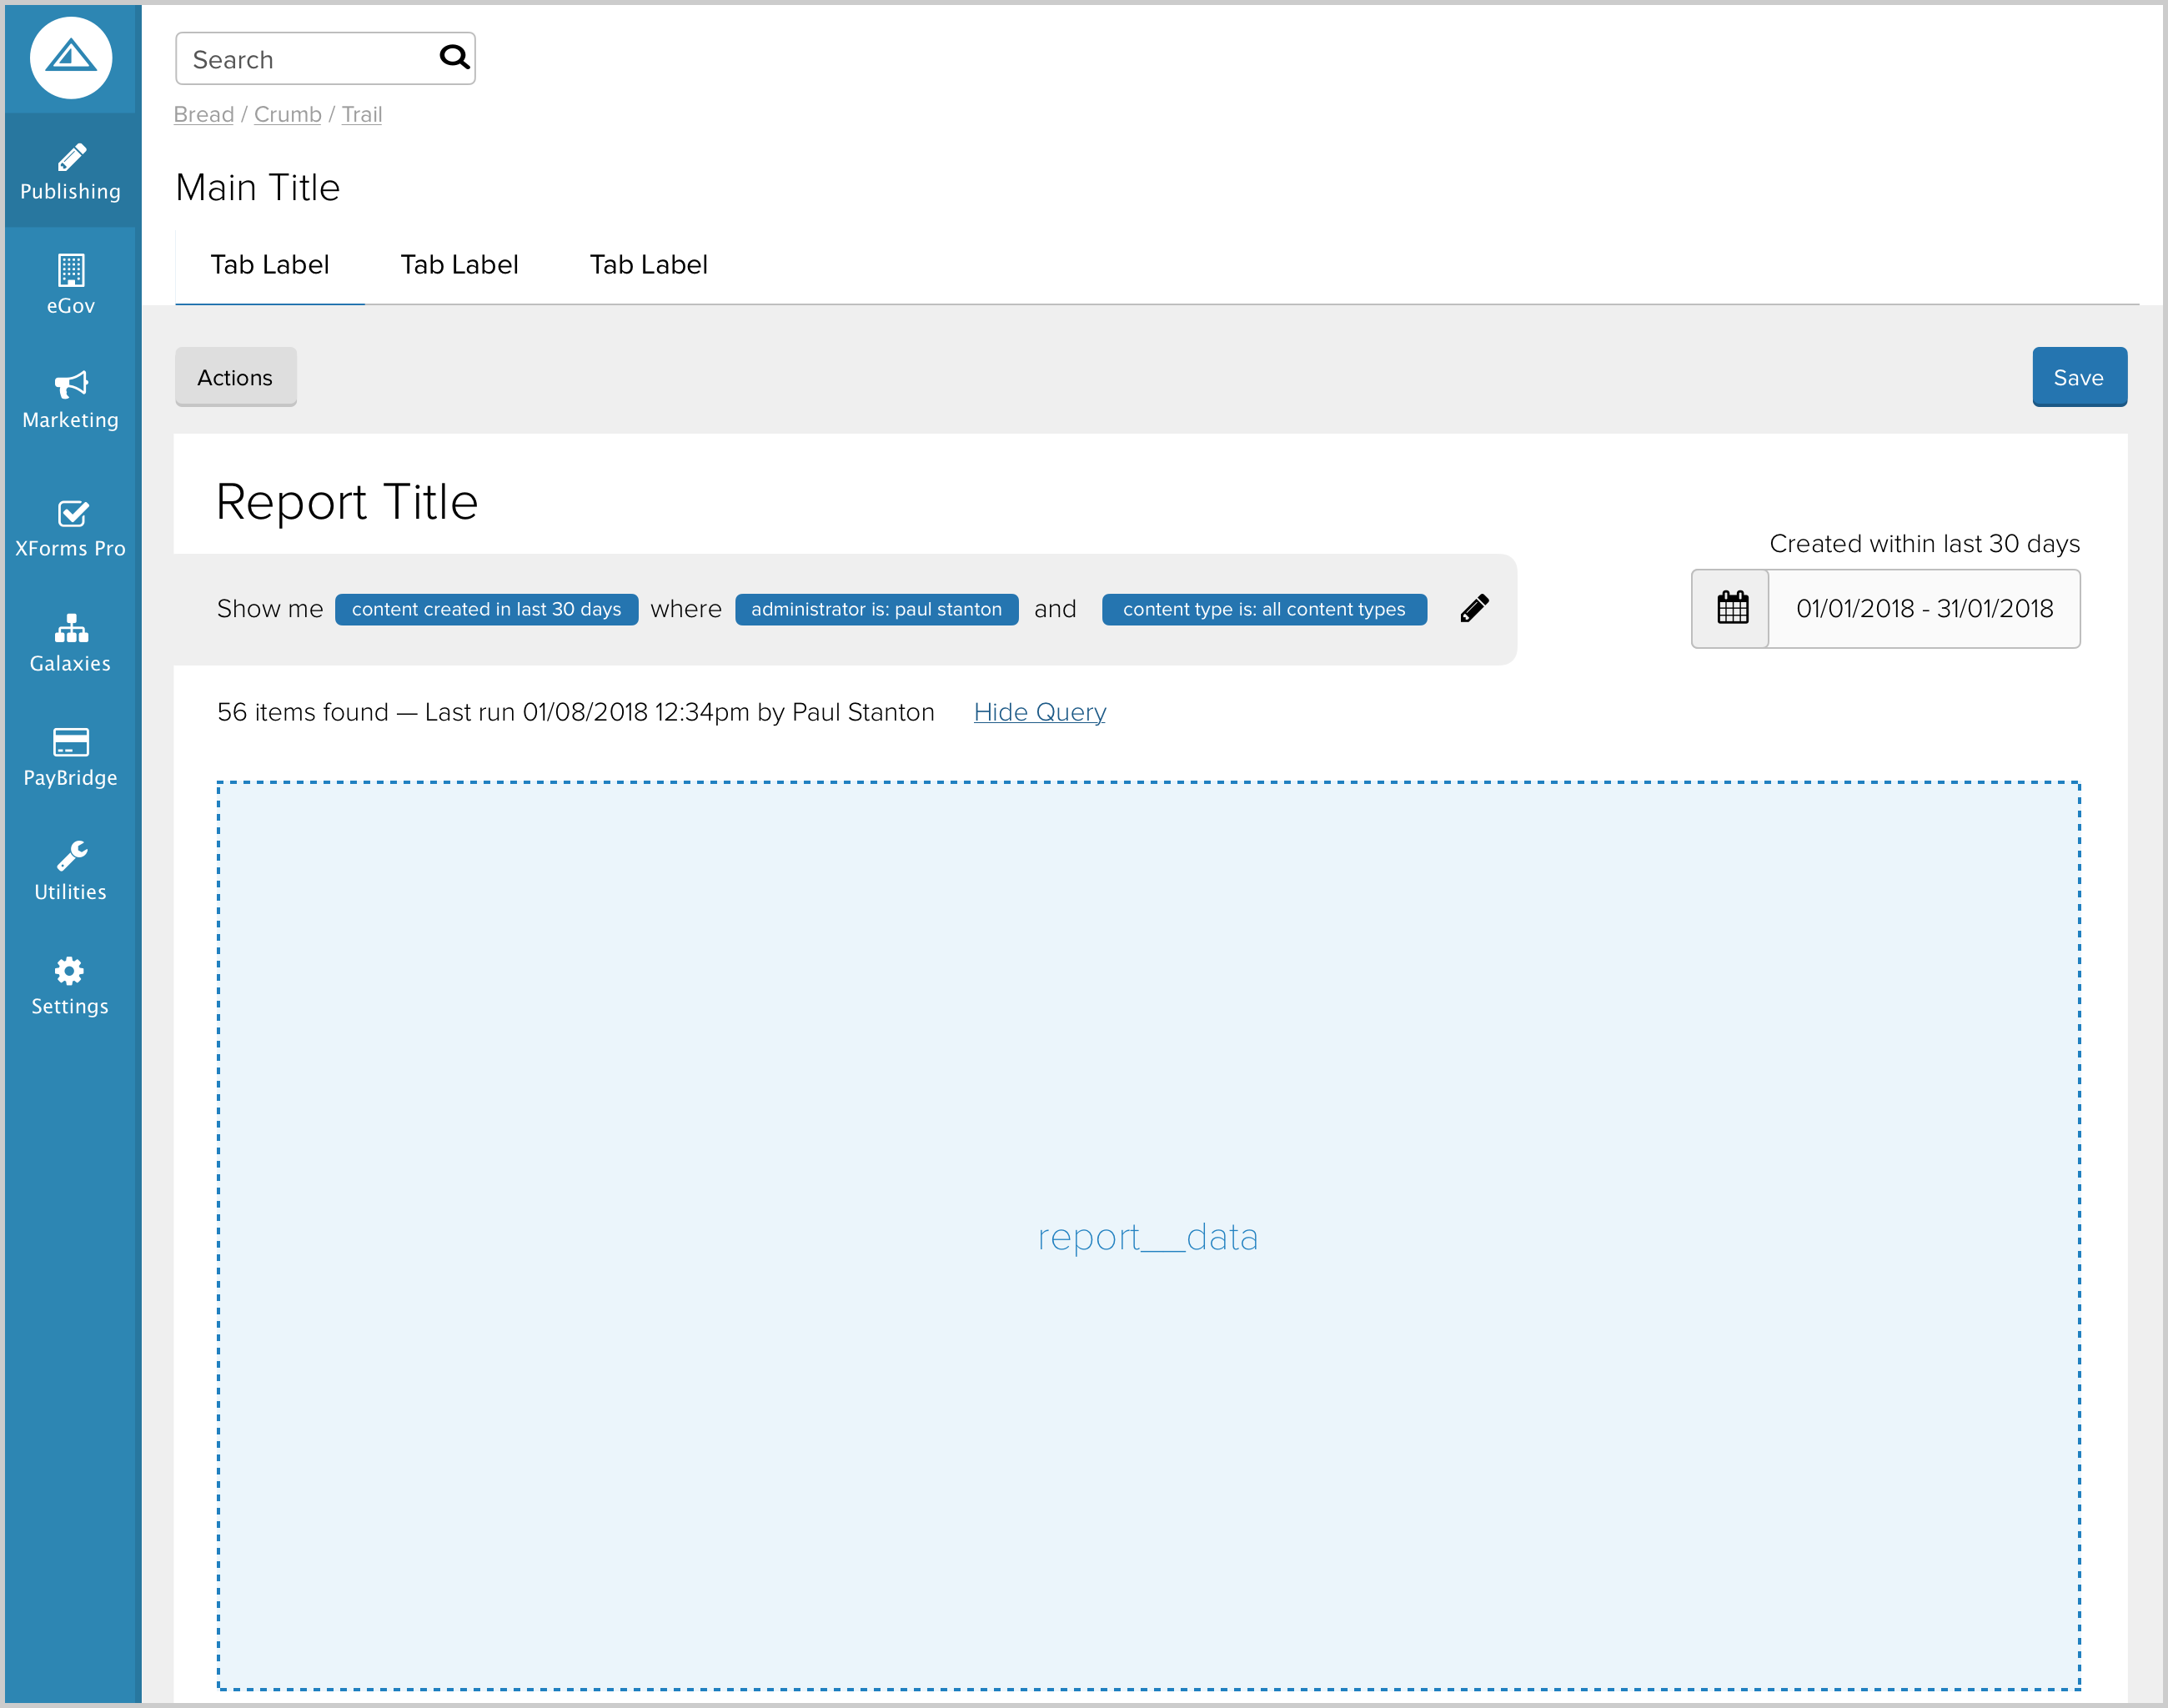 Search
Bread / Crumb / Trail
Main Title
Tab Label Tab Label Tab Label
Publishing
eGov
Marketing
XForms Pro
Galaxies
PayBridge
Utilities
Settings
Actions
Save
Report Title
Created within last 30 days
Show me content created in last 30 days where administrator is: paul stanton and content type is: all content types
01/01/2018 - 31/01/2018
56 items found — Last run 01/08/2018 12:34pm by Paul Stanton Hide Query
report__data